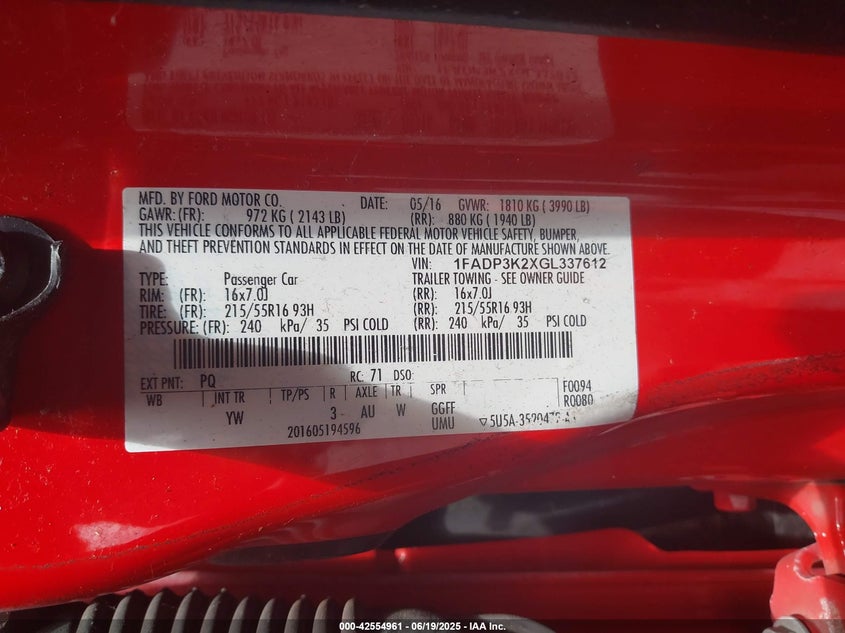 MFD. BY FORD MOTOR CO. DATE: 05/16 GVWR: 1810 KG ( 3990 LB)
GAWR: (FR): 972 KG ( 2143 LB) (RR): 880 KG ( 1940 LB)
THIS VEHICLE CONFORMS TO ALL APPLICABLE FEDERAL MOTOR VEHICLE SAFETY, BUMPER,
AND THEFT PREVENTION STANDARDS IN EFFECT ON THE DATE OF MANUFACTURE SHOWN ABOVE.
VIN: 1FADP3K2XGL337612
TYPE: Passenger Car TRAILER TOWING - SEE OWNER GUIDE
RIM: (FR): 16x7.0J (RR): 16x7.0J
TIRE: (FR): 215/55R16 93H (RR): 215/55R16 93H
PRESSURE: (FR): 240 kPa/ 35 PSI COLD (RR): 240 kPa/ 35 PSI COLD
EXT PNT: PQ RC: 71 DSO: F0094
WB INT TR TP/PS R AXLE TR SPR R0080
YW 3 AU W GGFF
201605194596 UMU
000-42554961 - 06/19/2025 - IAA Inc.